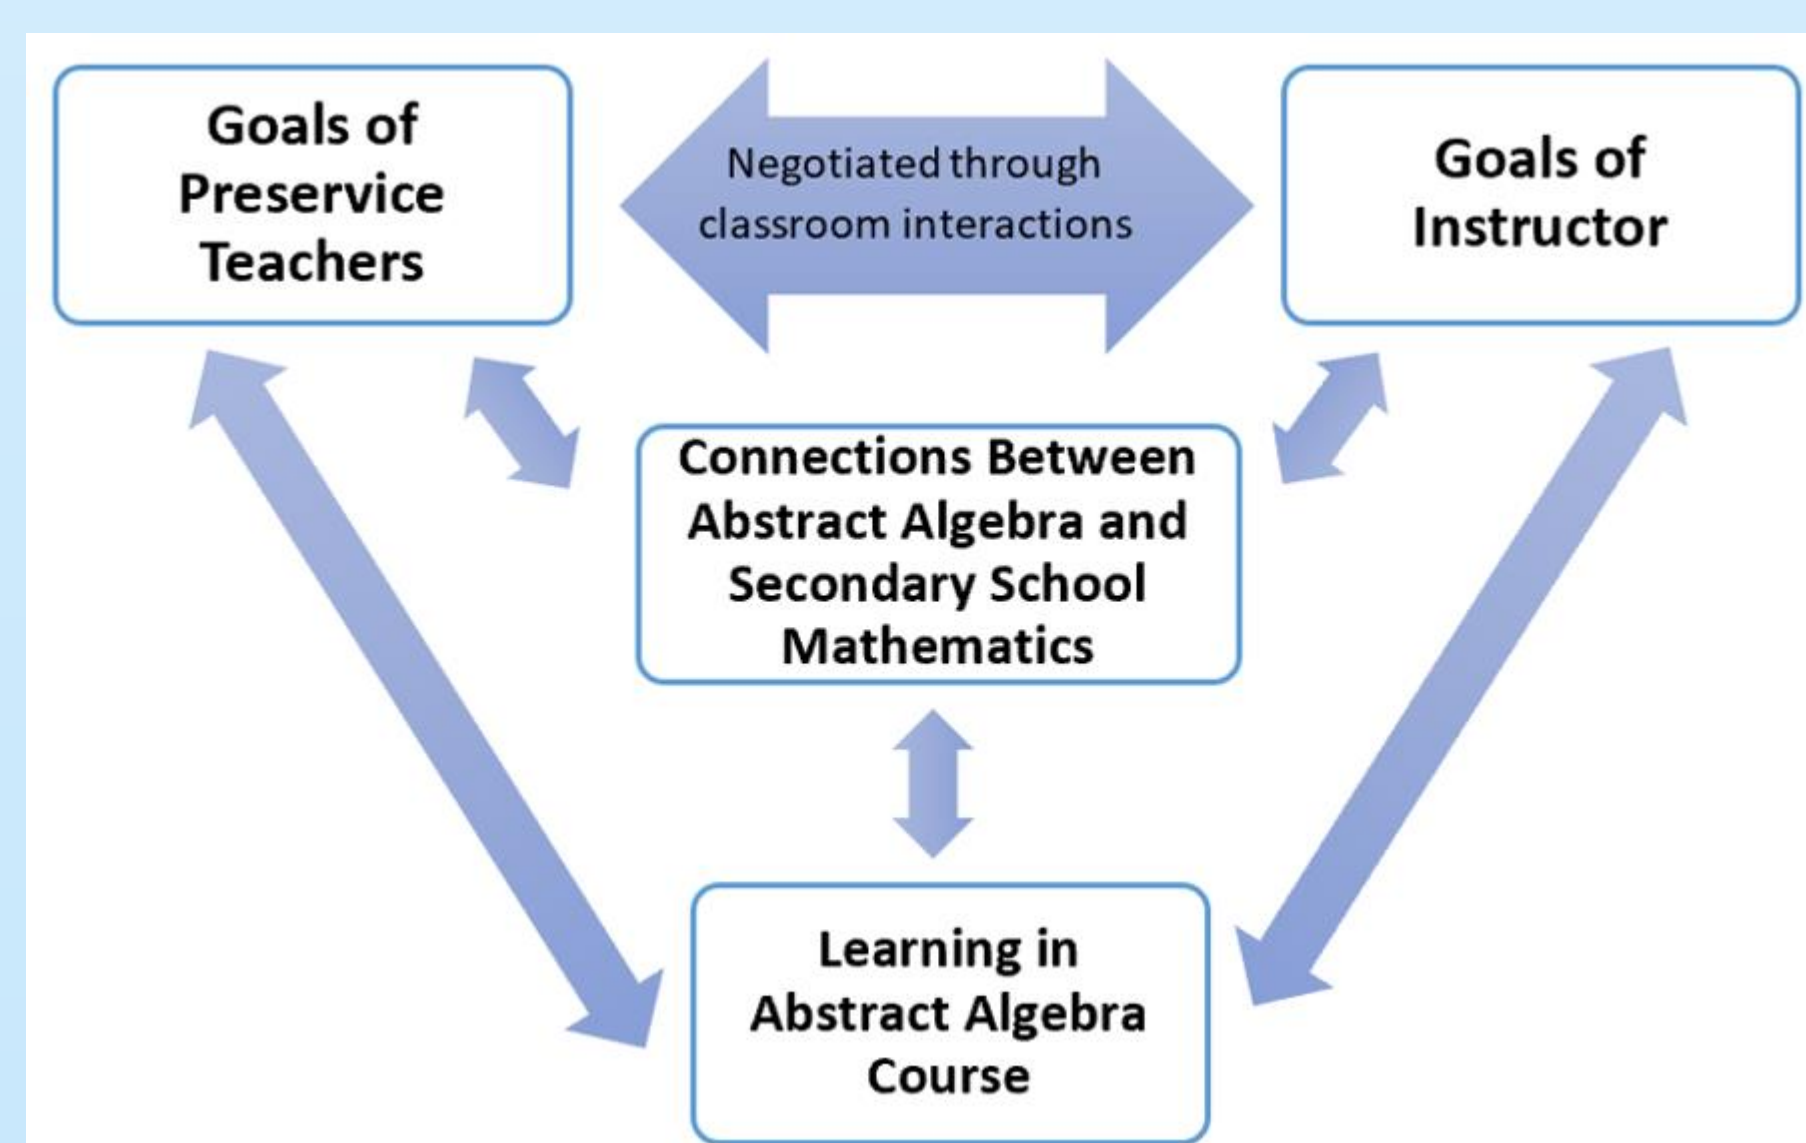 Goals of
Preservice
Teachers
Negotiated through
classroom interactions
Goals of
Instructor
Connections Between
Abstract Algebra and
Secondary School
Mathematics
Learning in
Abstract Algebra
Course